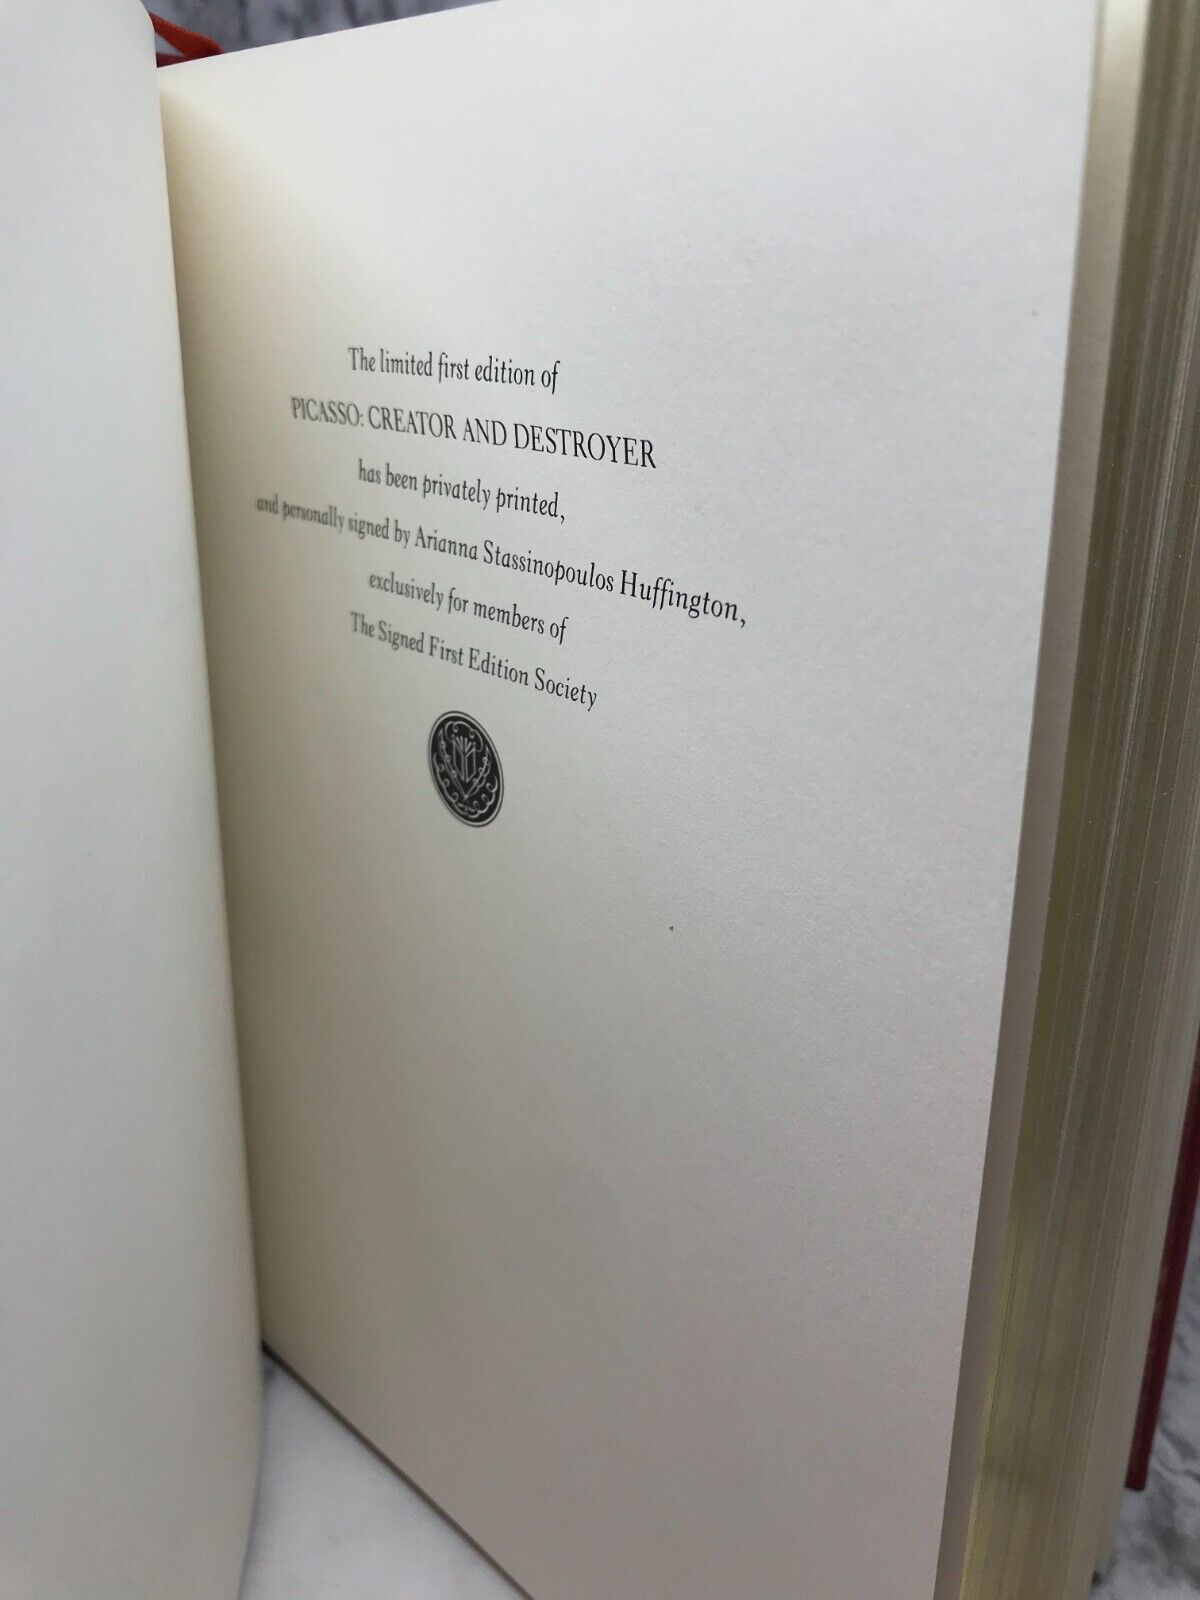 The limited first edition of
PICASSO: CREATOR AND DESTROYER
has been privately printed,
and personally signed by Arianna Stassinopoulos Huffington,
exclusively for members of
The Signed First Edition Society